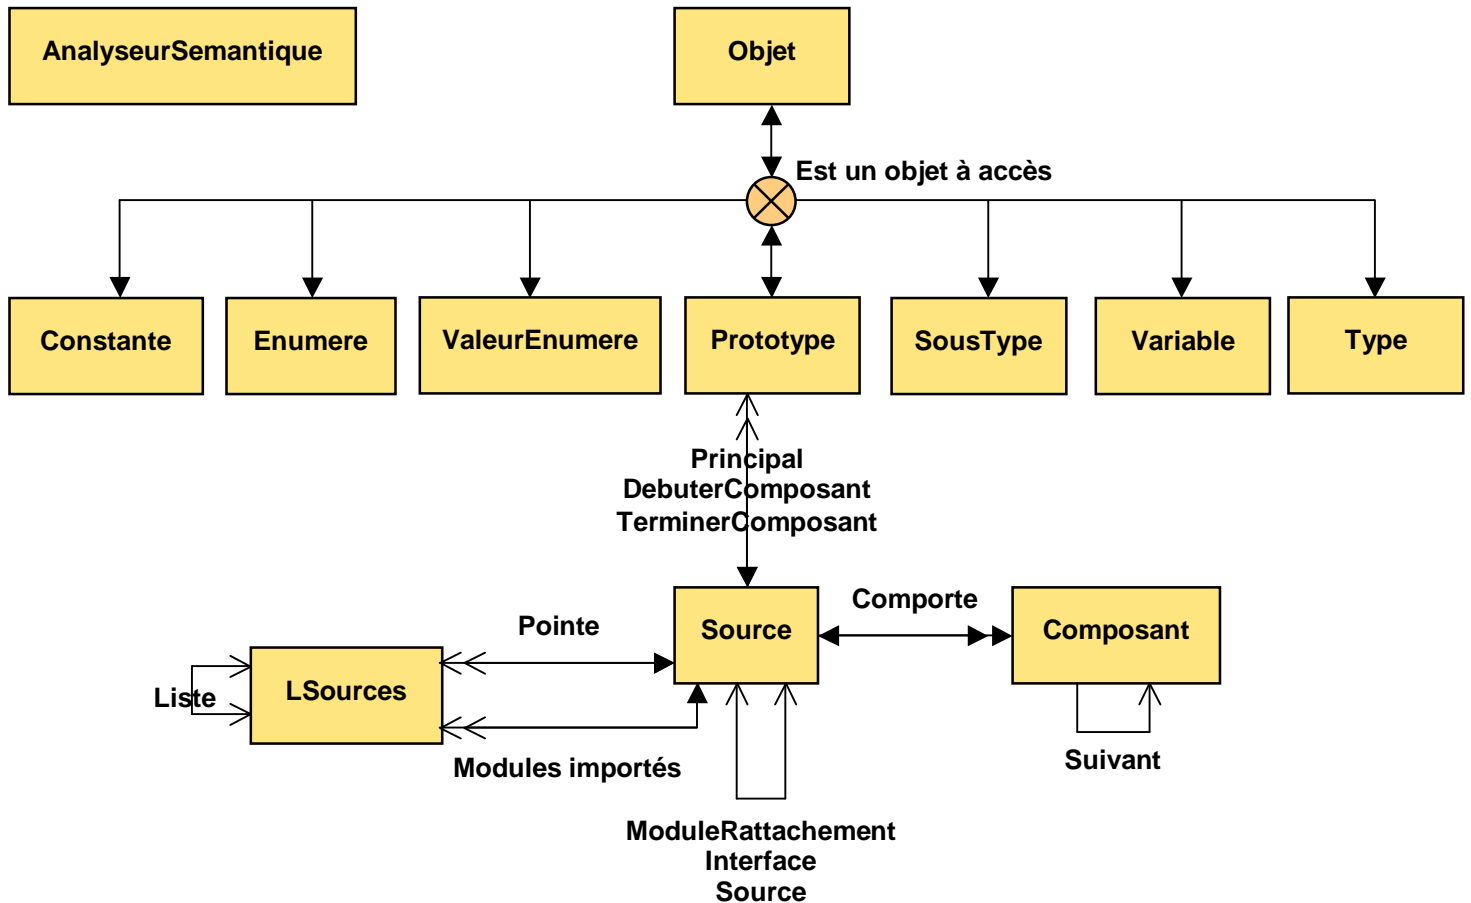 AnalyseurSemantique
Objet
Est un objet à accès
Constante
Enumere
ValeurEnumere
Prototype
SousType
Variable
Type
Principal
DebuterComposant
TerminerComposant
Comporte
Pointe
Source
Composant
LSources
Liste
Modules importés
Suivant
ModuleRattachement
Interface
Source